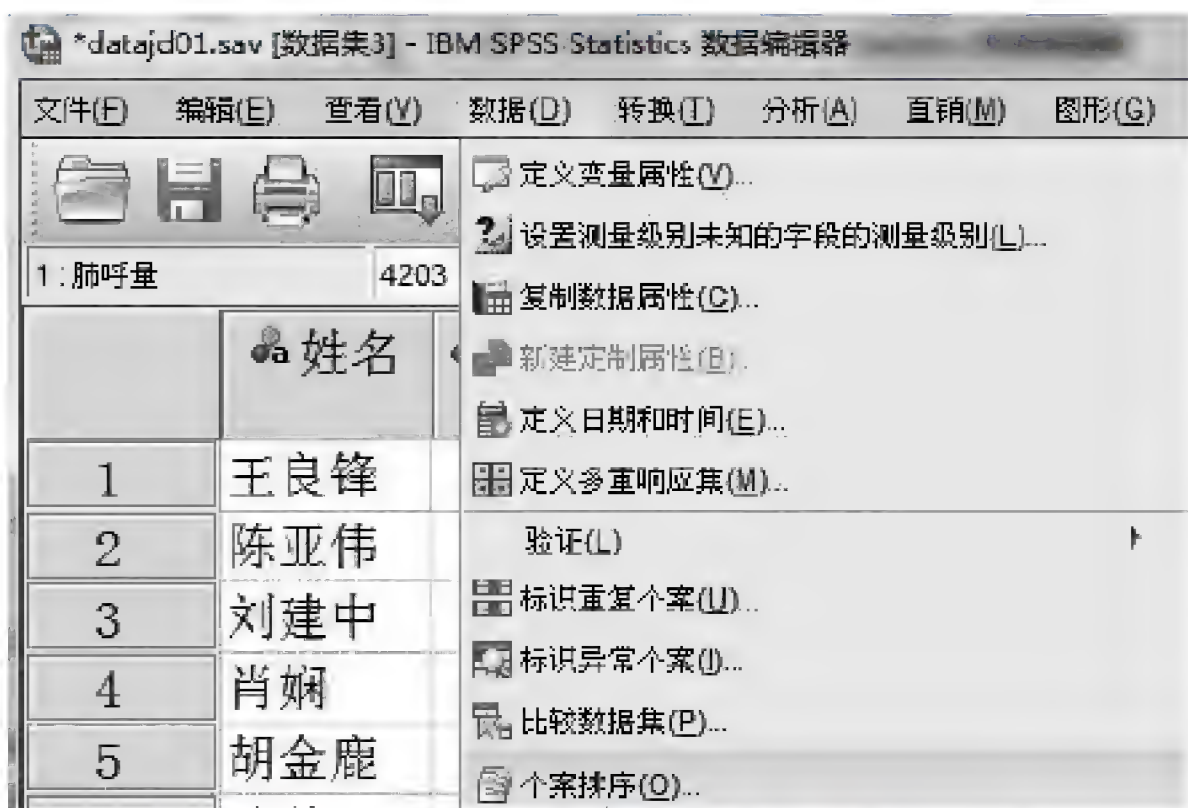 *datajd01.sav [数据集3] - IBM SPSS Statistics 数据编辑器
文件(F) 编辑(E) 查看(V) 数据(D) 转换(T) 分析(A) 直销(M) 图形(G)
定义变量属性(V)...
设置测量级别未知的字段的测量级别(L)...
1 : 肺呼量 4203
复制数据属性(C)...
a 姓名
新建定制属性(B)...
定义日期和时间(E)...
1 王良锋
定义多重响应集(M)...
2 陈亚伟
验证(L)
3 刘建中
标识重复个案(U)...
4 肖娴
标识异常个案(I)...
比较数据集(P)...
5 胡金鹿
个案排序(O)...